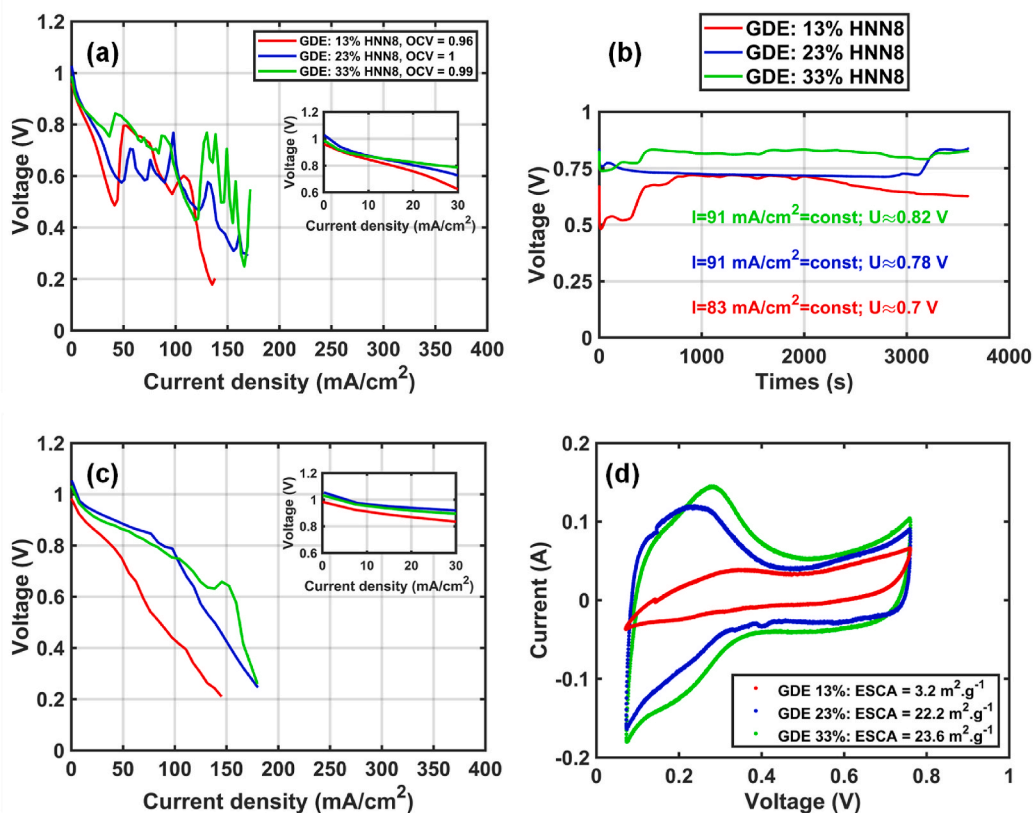 (a)
GDE: 13% HNN8, OCV = 0.96
GDE: 23% HNN8, OCV = 1
GDE: 33% HNN8, OCV = 0.99
1.2
1
0.8
0.6
0.4
0.2
0
Voltage (V)
0 50 100 150 200 250 300 350 400
Current density (mA/cm²)
1.2
1
0.8
0.6
Voltage (V)
0 10 20 30
Current density (mA/cm²)
(b)
GDE: 13% HNN8
GDE: 23% HNN8
GDE: 33% HNN8
1
0.75
0.5
0.25
0
Voltage (V)
I=91 mA/cm²=const; U≈0.82 V
I=91 mA/cm²=const; U≈0.78 V
I=83 mA/cm²=const; U≈0.7 V
0 1000 2000 3000 4000
Times (s)
(c)
1.2
1
0.8
0.6
0.4
0.2
0
Voltage (V)
0 50 100 150 200 250 300 350 400
Current density (mA/cm²)
1.2
1
0.8
0.6
Voltage (V)
0 10 20 30
Current density (mA/cm²)
(d)
0.2
0.1
0
-0.1
-0.2
Current (A)
GDE 13%: ESCA = 3.2 m².g⁻¹
GDE 23%: ESCA = 22.2 m².g⁻¹
GDE 33%: ESCA = 23.6 m².g⁻¹
0 0.2 0.4 0.6 0.8 1
Voltage (V)